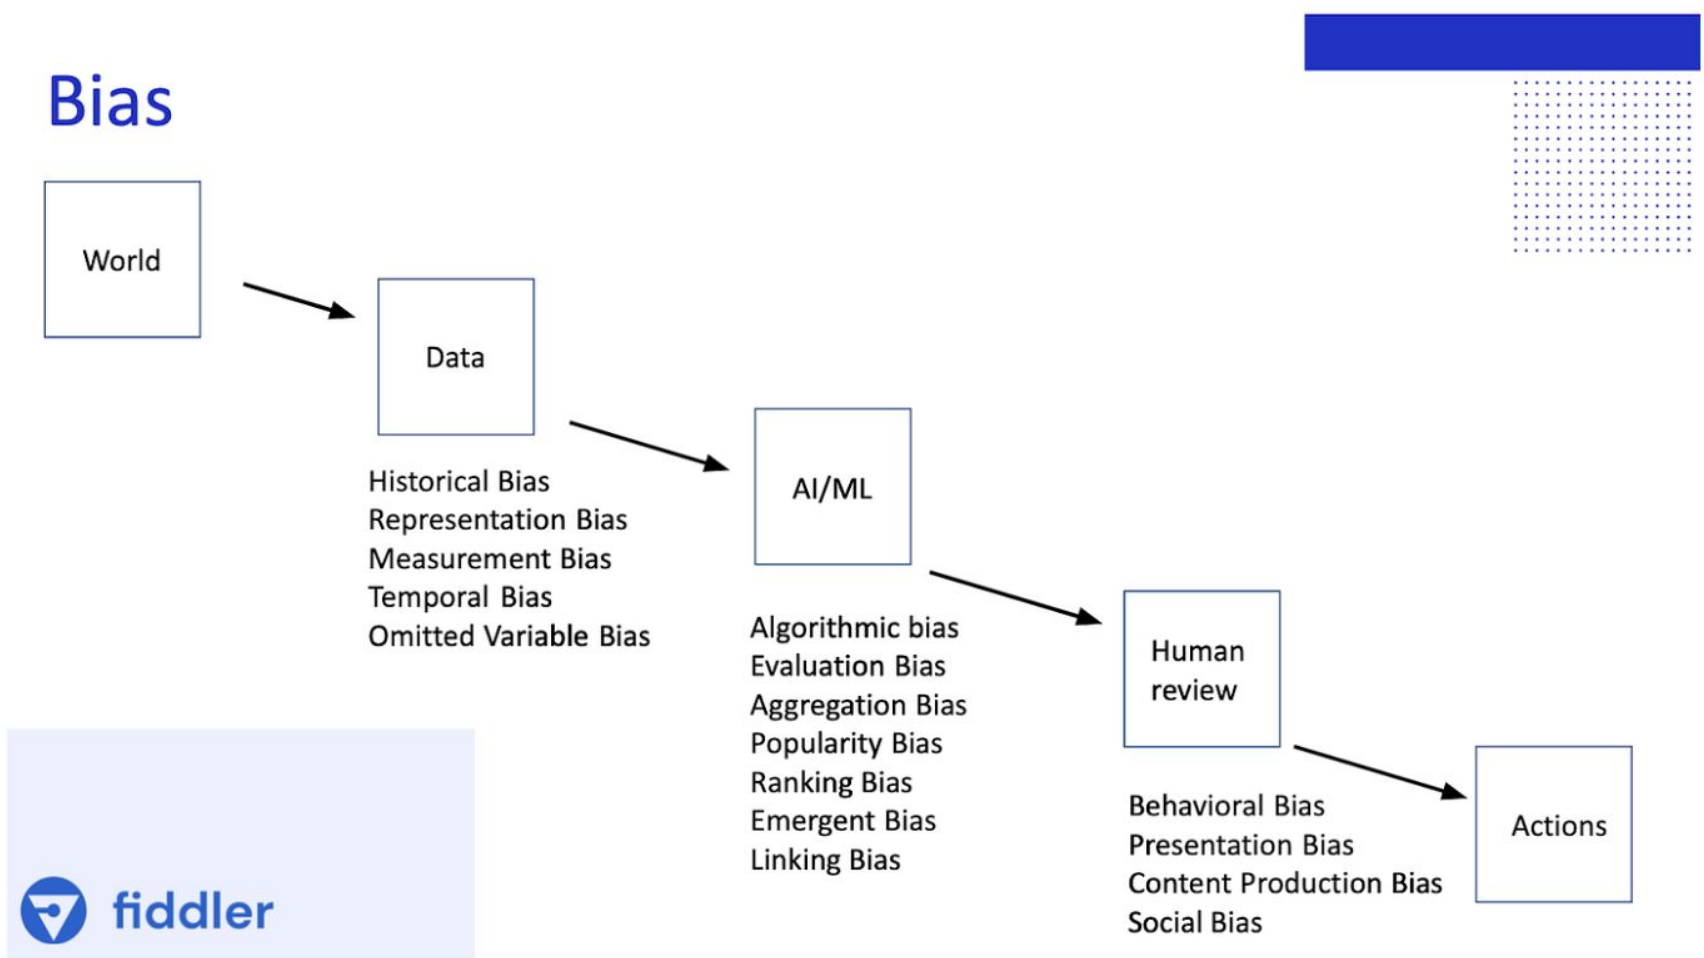 Bias
World
Data
Historical Bias
Representation Bias
Measurement Bias
Temporal Bias
Omitted Variable Bias
AI/ML
Algorithmic bias
Evaluation Bias
Aggregation Bias
Popularity Bias
Ranking Bias
Emergent Bias
Linking Bias
Human
review
Behavioral Bias
Presentation Bias
Content Production Bias
Social Bias
Actions
fiddler